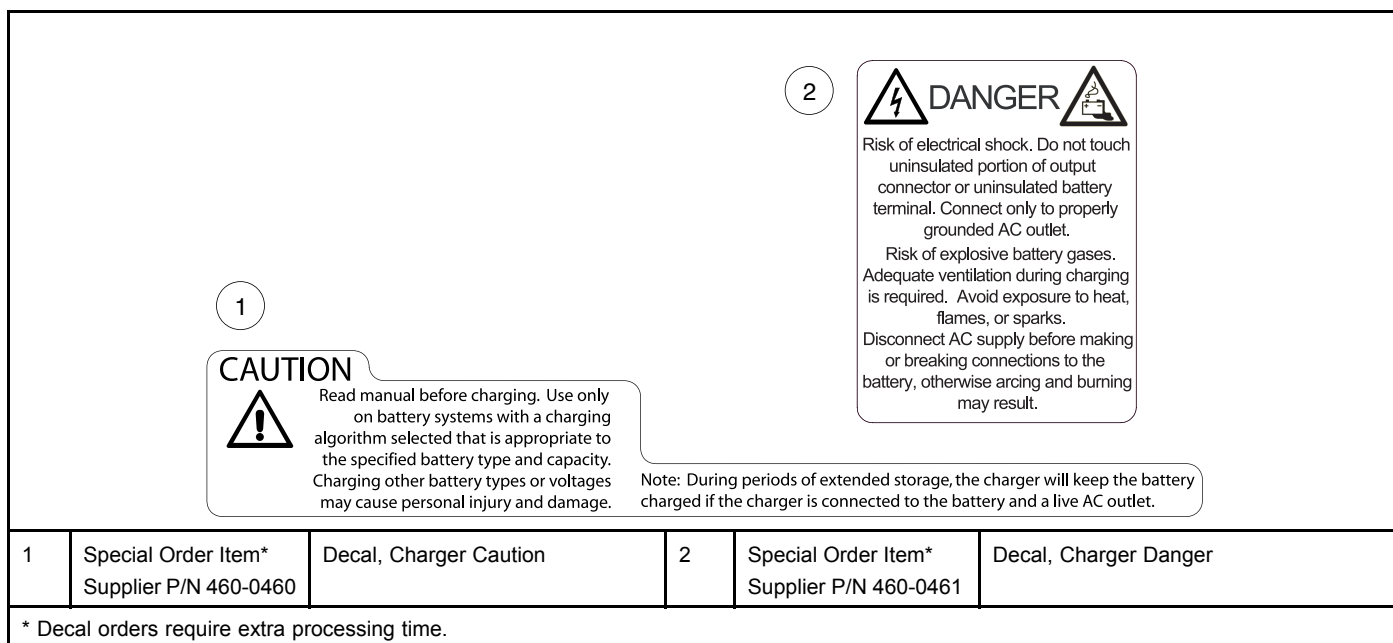 2
DANGER
Risk of electrical shock. Do not touch
uninsulated portion of output
connector or uninsulated battery
terminal. Connect only to properly
grounded AC outlet.
Risk of explosive battery gases.
Adequate ventilation during charging
is required.  Avoid exposure to heat,
flames, or sparks.
Disconnect AC supply before making
or breaking connections to the
battery, otherwise arcing and burning
may result.
1
CAUTION
Read manual before charging.  Use only
on battery systems with a charging
algorithm selected that is appropriate to
the specified battery type and capacity.
Charging other battery types or voltages
may cause personal injury and damage.
Note: During periods of extended storage, the charger will keep the battery
charged if the charger is connected to the battery and a live AC outlet.
1 Special Order Item* Decal, Charger Caution 2 Special Order Item* Decal, Charger Danger
Supplier P/N 460-0460 Supplier P/N 460-0461
* Decal orders require extra processing time.